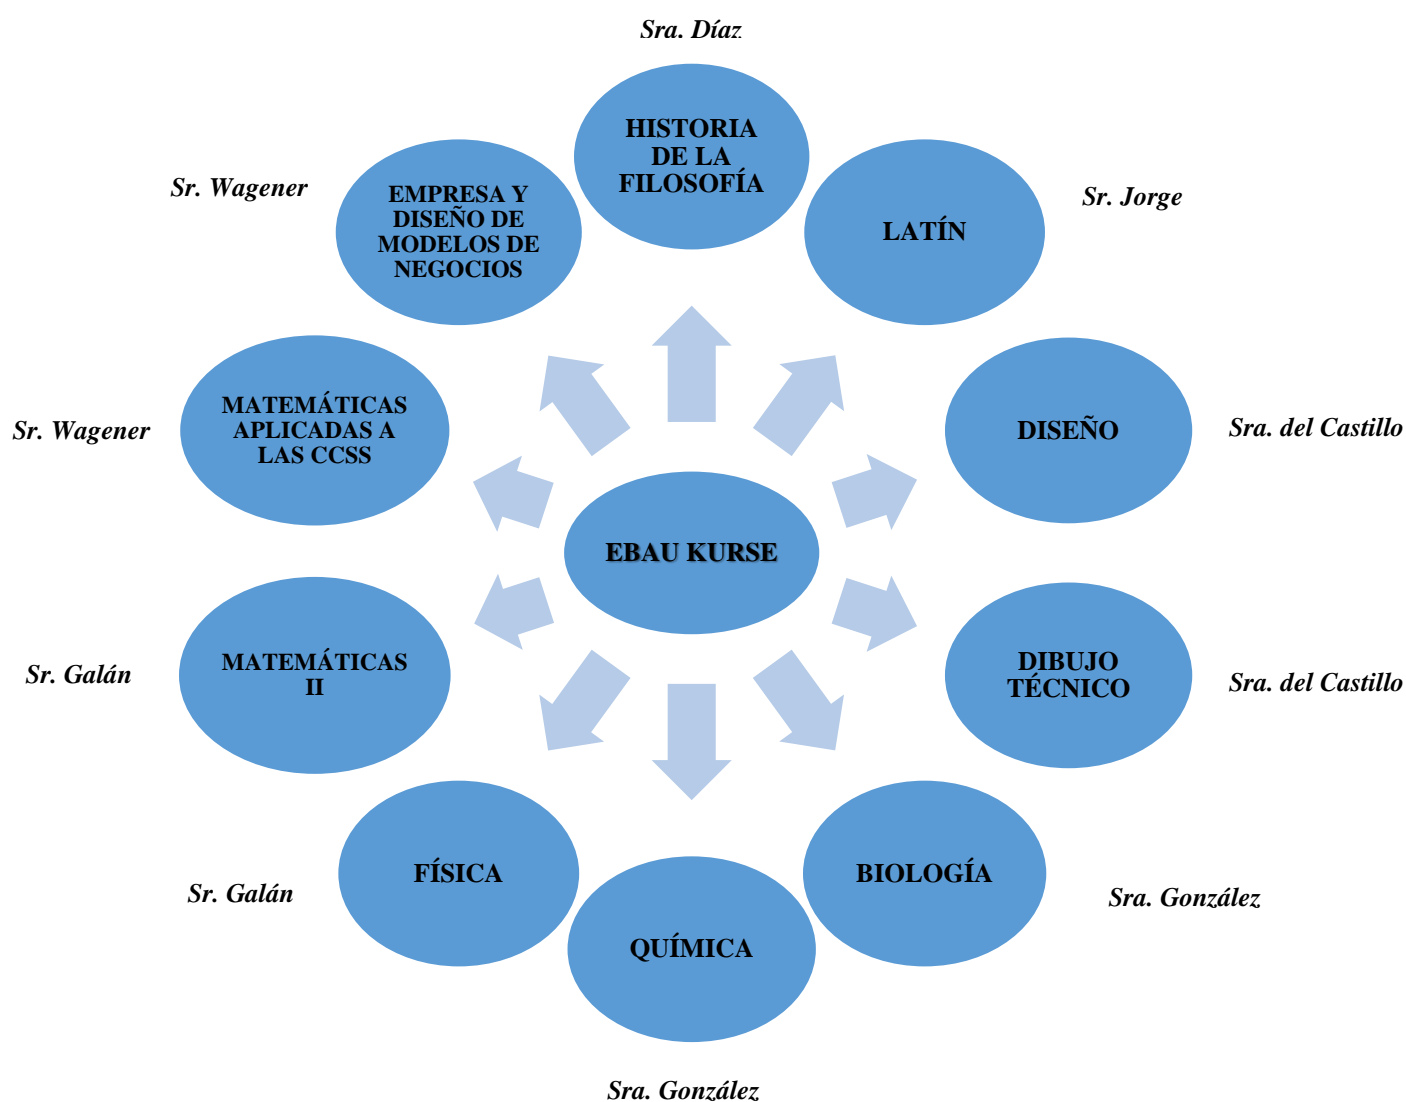 Sra. Díaz
HISTORIA
DE LA
FILOSOFÍA
Sr. Jorge
LATÍN
Sra. del Castillo
DISEÑO
Sra. del Castillo
DIBUJO
TÉCNICO
Sra. González
BIOLOGÍA
Sra. González
QUÍMICA
Sr. Galán
FÍSICA
Sr. Galán
MATEMÁTICAS
II
Sr. Wagener
MATEMÁTICAS
APLICADAS A
LAS CCSS
Sr. Wagener
EMPRESA Y
DISEÑO DE
MODELOS DE
NEGOCIOS
EBAU KURSE